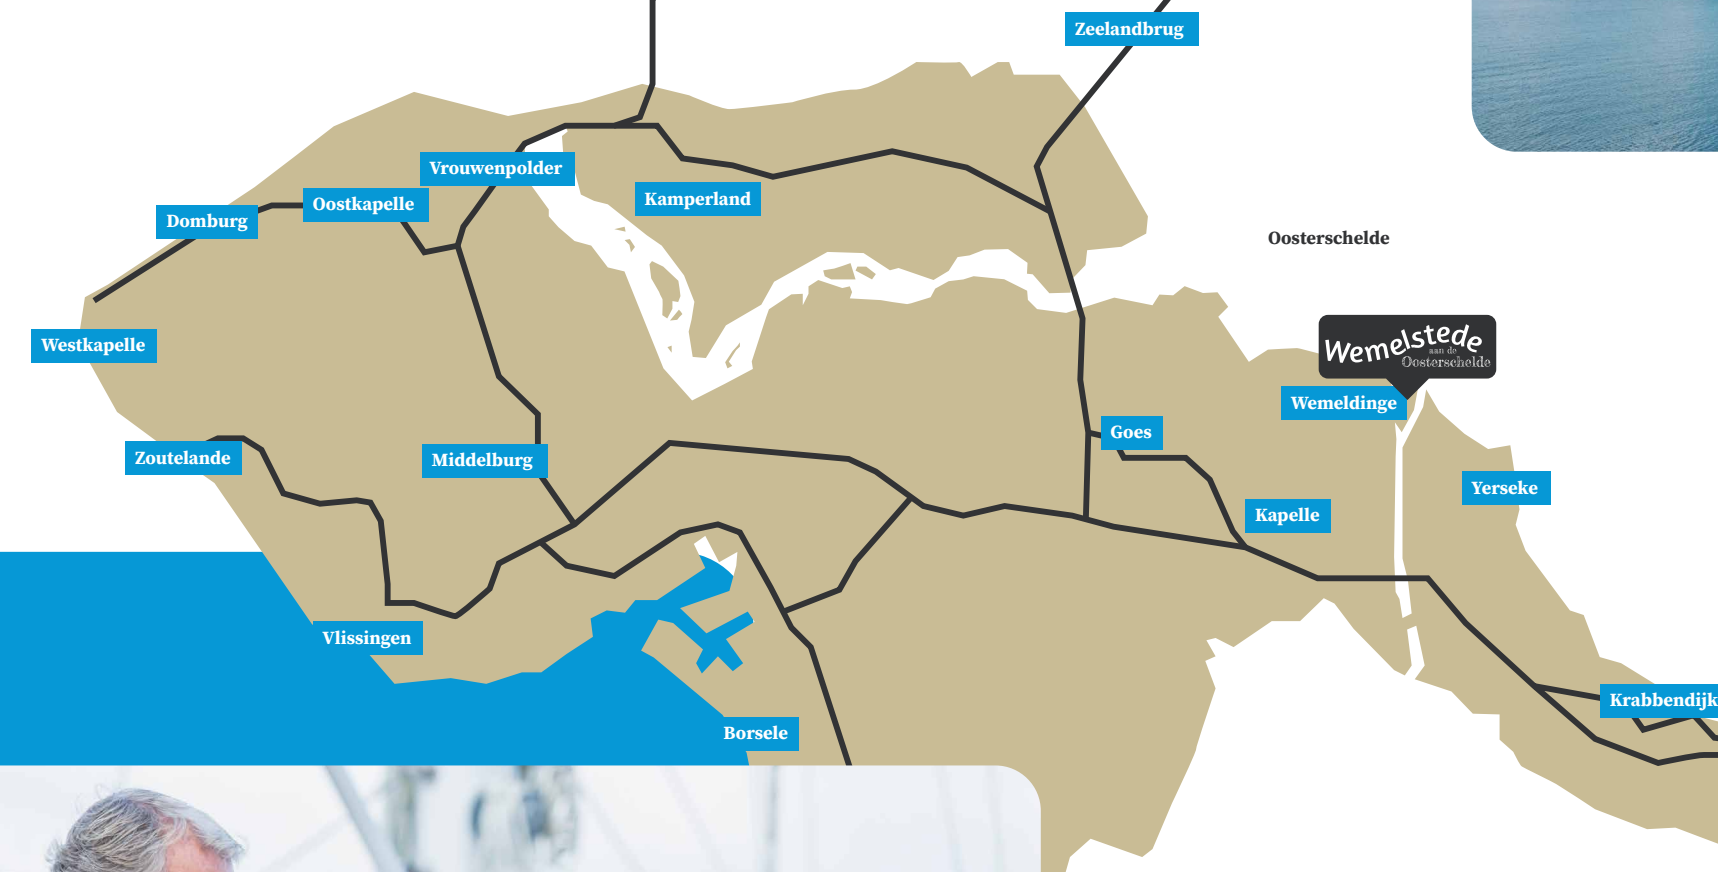 Zeelandbrug
Vrouwenpolder
Oostkapelle
Kamperland
Domburg
Oosterschelde
Westkapelle
Wemelstede
aan de
Oosterschelde
Wemeldinge
Goes
Zoutelande
Middelburg
Yerseke
Kapelle
Vlissingen
Krabbendijk
Borsele